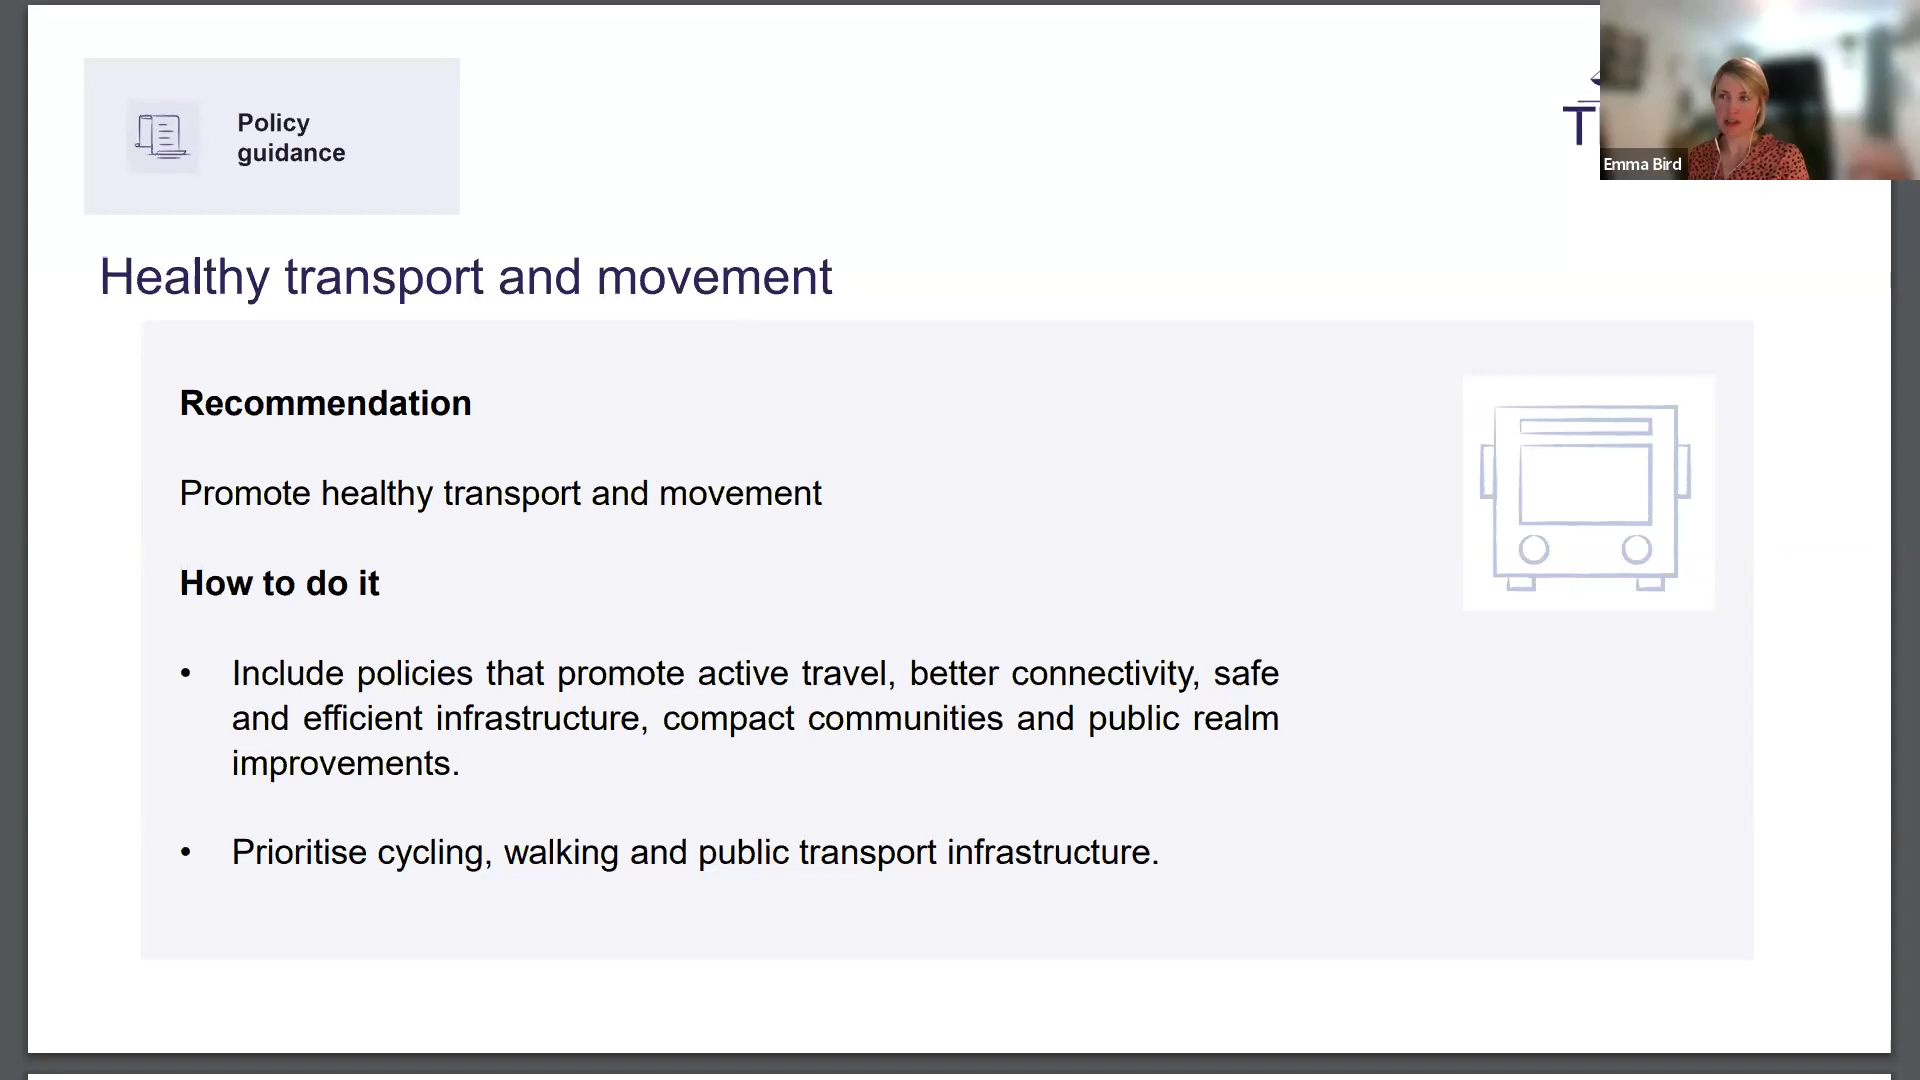 Policy
guidance
Emma Bird
Healthy transport and movement
Recommendation
Promote healthy transport and movement
How to do it
• Include policies that promote active travel, better connectivity, safe
and efficient infrastructure, compact communities and public realm
improvements.
• Prioritise cycling, walking and public transport infrastructure.